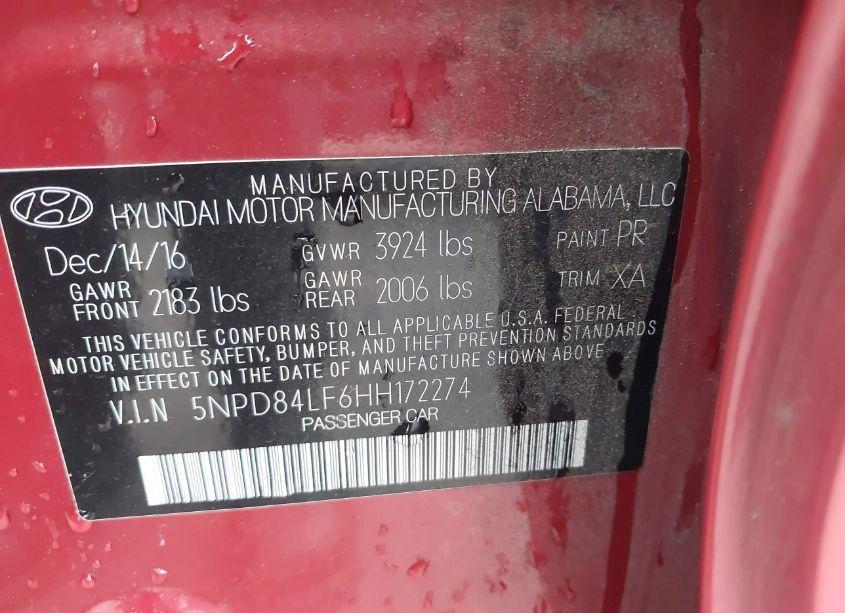 MANUFACTURED BY
HYUNDAI MOTOR MANUFACTURING ALABAMA, LLC
Dec/14/16 GVWR 3924 lbs PAINT PR
GAWR FRONT 2183 lbs GAWR REAR 2006 lbs TRIM XA
THIS VEHICLE CONFORMS TO ALL APPLICABLE U.S.A. FEDERAL
MOTOR VEHICLE SAFETY, BUMPER, AND THEFT PREVENTION STANDARDS
IN EFFECT ON THE DATE OF MANUFACTURE SHOWN ABOVE.
V.I.N 5NPD84LF6HH172274
PASSENGER CAR